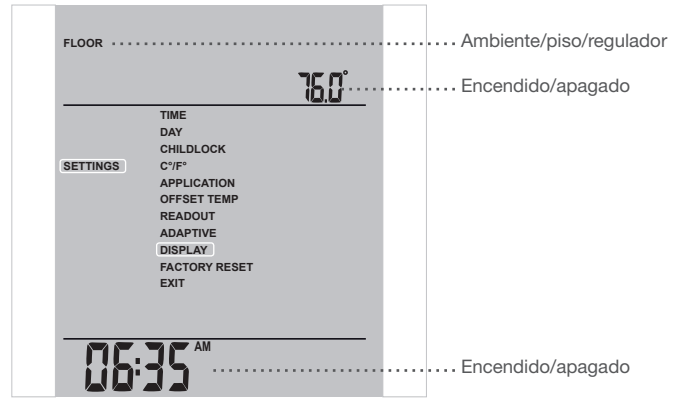 FLOOR
Ambiente/piso/regulador
76.0°
Encendido/apagado
TIME
DAY
CHILDLOCK
SETTINGS
C°/F°
APPLICATION
OFFSET TEMP
READOUT
ADAPTIVE
DISPLAY
FACTORY RESET
EXIT
06:35 AM
Encendido/apagado